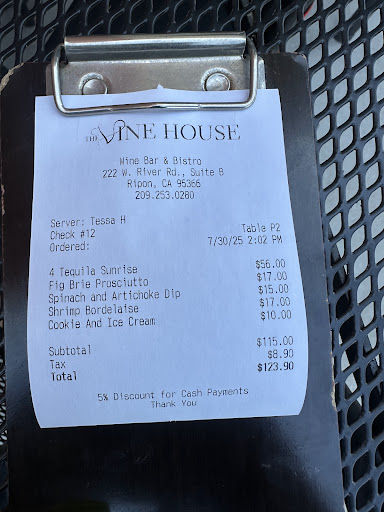 THE VINE HOUSE
Wine Bar & Bistro
222 W. River Rd., Suite B
Ripon, CA 95366
209.253.0280
Server: Tessa H
Check #12 Table P2
Ordered: 7/30/25 2:02 PM
4 Tequila Sunrise $56.00
Fig Brie Prosciutto $17.00
Spinach and Artichoke Dip $15.00
Shrimp Bordelaise $17.00
Cookie And Ice Cream $10.00
Subtotal $115.00
Tax $8.90
Total $123.90
5% Discount for Cash Payments
Thank You